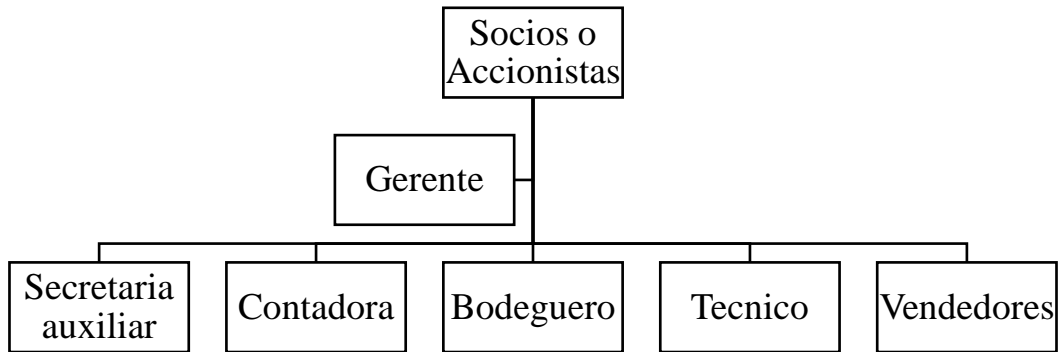 Socios o
Accionistas
Gerente
Secretaria
auxiliar
Contadora
Bodeguero
Tecnico
Vendedores